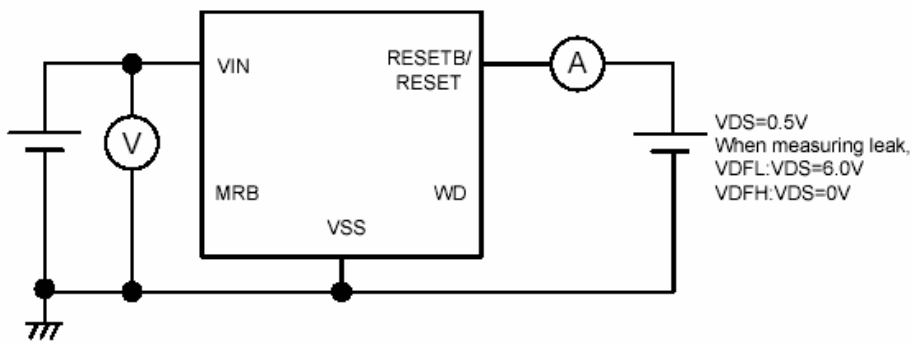 VIN
RESETB/
RESET
A
V
VDS=0.5V
When measuring leak,
VDFL:VDS=6.0V
VDFH:VDS=0V
MRB
WD
VSS